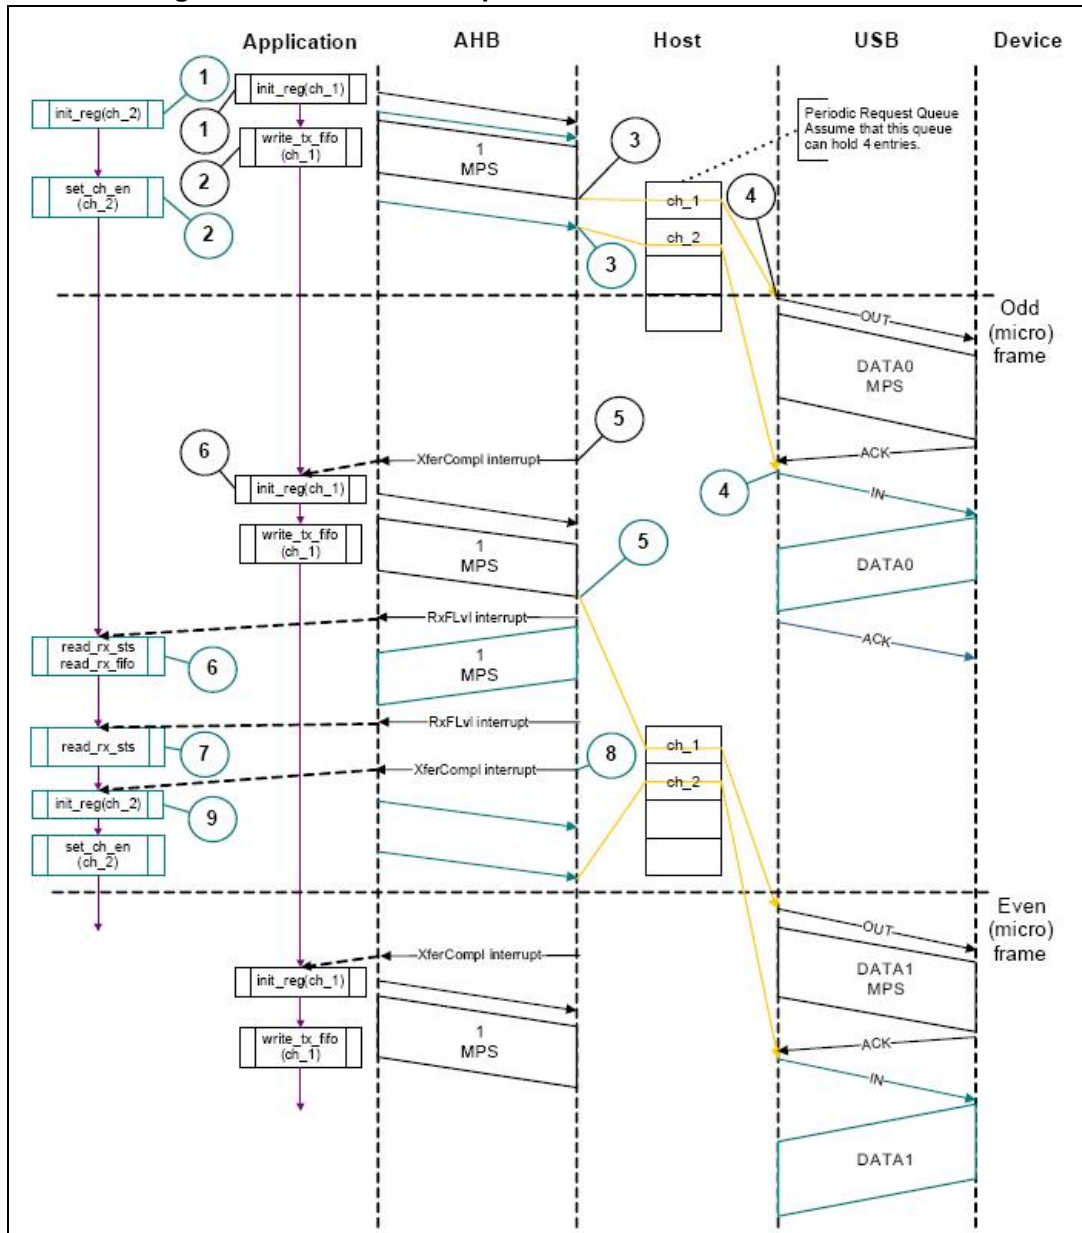 Application
AHB
Host
USB
Device
1
init_reg(ch_1)
init_reg(ch_2)
Periodic Request Queue
Assume that this queue
can hold 4 entries.
1
write_tx_fifo
(ch_1)
1
MPS
3
2
set_ch_en
(ch_2)
ch_1
4
2
ch_2
3
Odd
(micro)
frame
OUT
DATA0
MPS
5
6
XferCompl interrupt
ACK
init_reg(ch_1)
4
IN
write_tx_fifo
(ch_1)
1
MPS
5
DATA0
RxFLvl interrupt
ACK
read_rx_sts
read_rx_fifo
6
1
MPS
RxFLvl interrupt
read_rx_sts
7
8
ch_1
XferCompl interrupt
ch_2
init_reg(ch_2)
9
set_ch_en
(ch_2)
Even
(micro)
frame
OUT
XferCompl interrupt
init_reg(ch_1)
DATA1
MPS
write_tx_fifo
(ch_1)
1
MPS
ACK
IN
DATA1